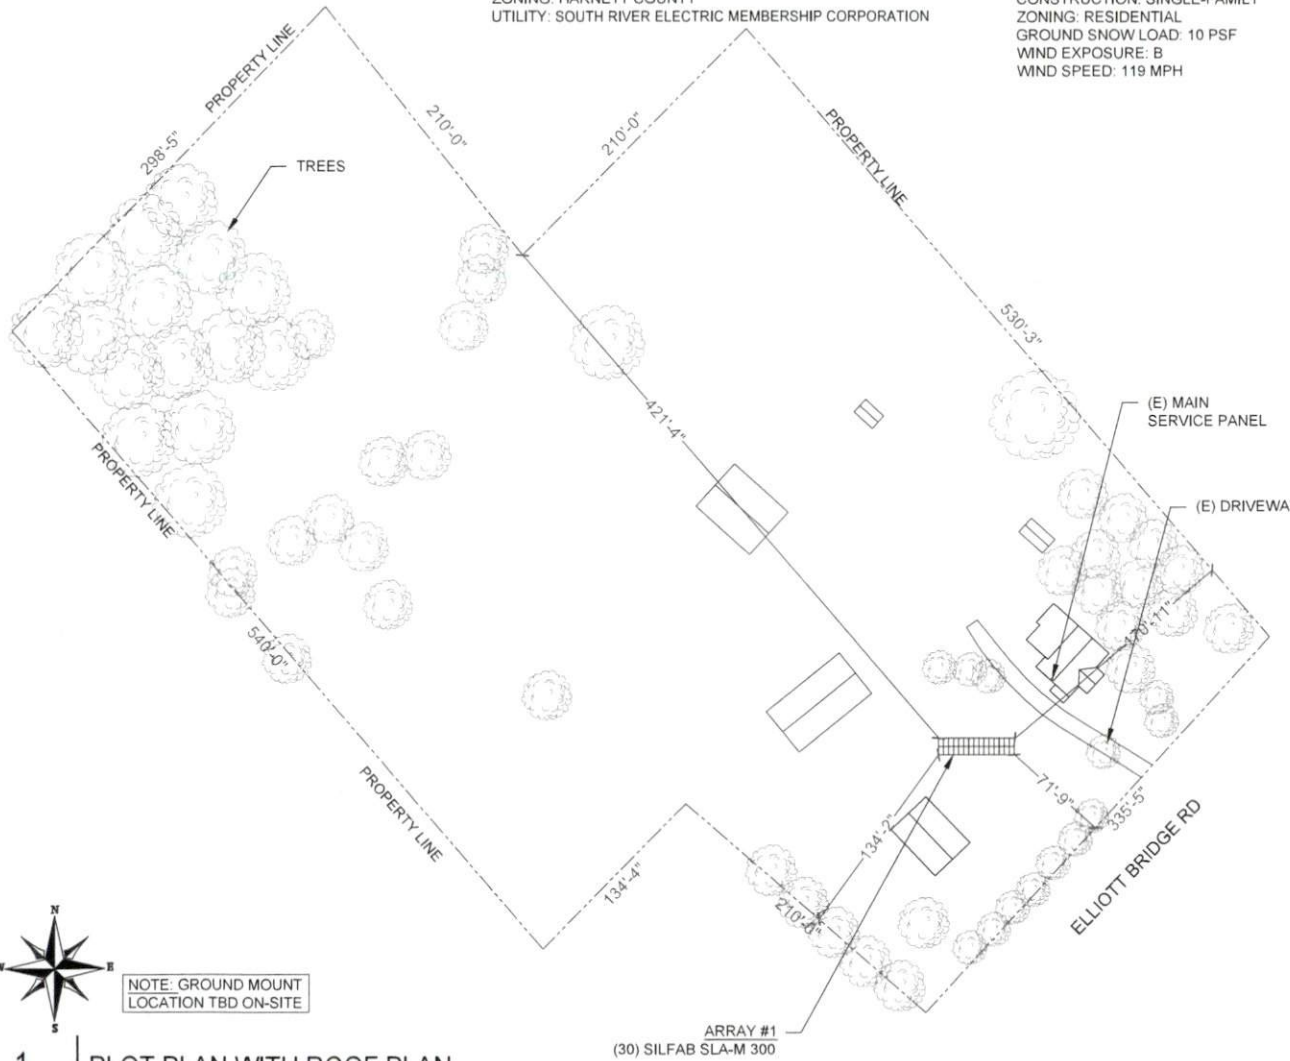 UTILITY: SOUTH RIVER ELECTRIC MEMBERSHIP CORPORATION
CONSTRUCTION: SINGLE-FAMILY
ZONING: RESIDENTIAL
GROUND SNOW LOAD: 10 PSF
WIND EXPOSURE: B
WIND SPEED: 119 MPH
ZONING: HARNETT COUNTY
PROPERTY LINE
298'-5"
210'-0"
210'-0"
PROPERTY LINE
TREES
530'-3"
421'-4"
(E) MAIN
SERVICE PANEL
PROPERTY LINE
(E) DRIVEWA
540'-0"
170'-11"
PROPERTY LINE
71'-9"
335'-5"
134'-2"
134'-4"
210'-0"
ELLIOTT BRIDGE RD
N
E
S
NOTE: GROUND MOUNT
LOCATION TBD ON-SITE
ARRAY #1
(30) SILFAB SLA-M 300
1
PLOT PLAN WITH ROOF PLAN